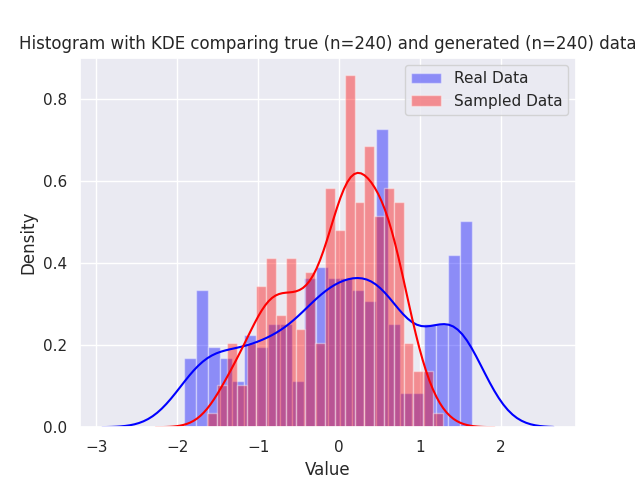 Histogram with KDE comparing true (n=240) and generated (n=240) data
Real Data
Sampled Data
Density
0.8
0.6
0.4
0.2
0.0
−3 −2 −1 0 1 2
Value